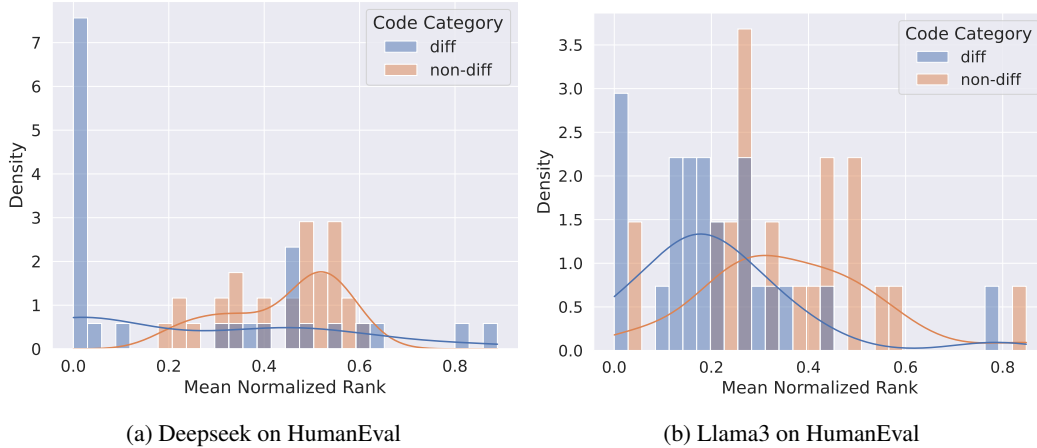 Code Category
diff
non-diff
7
6
5
4
3
2
1
0
Density
0.0 0.2 0.4 0.6 0.8
Mean Normalized Rank
(a) Deepseek on HumanEval
Code Category
diff
non-diff
3.5
3.0
2.5
2.0
1.5
1.0
0.5
0.0
Density
0.0 0.2 0.4 0.6 0.8
Mean Normalized Rank
(b) Llama3 on HumanEval